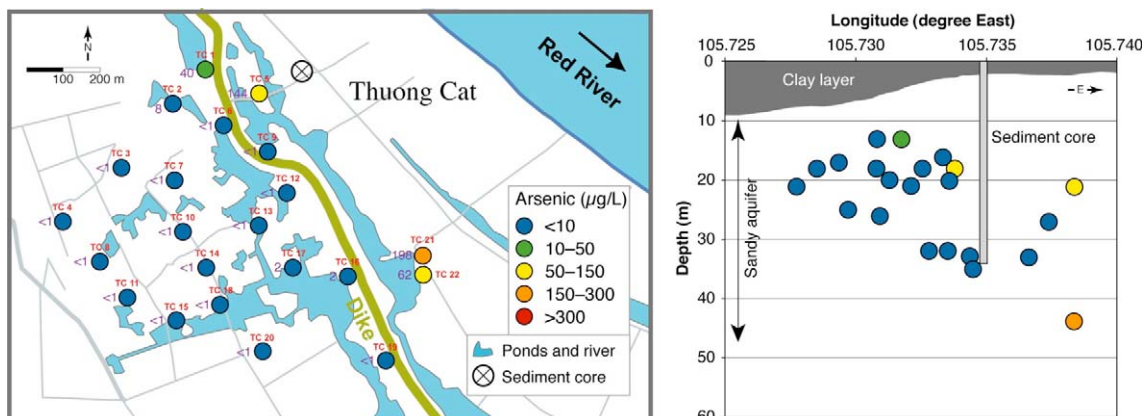 N
100 200 m
Thuong Cat
Red River
Dike
TC 1
40
TC 2
8
TC 5
144
TC 6
<1
TC 9
<1
TC 3
<1
TC 7
<1
TC 12
<1
TC 4
<1
TC 10
<1
TC 13
<1
TC 8
<1
TC 14
<1
TC 17
2
TC 16
2
TC 21
198
62 TC 22
TC 11
<1
TC 15
<1
TC 18
<1
TC 20
<1
TC 19
<1
Arsenic (µg/L)
<10
10–50
50–150
150–300
>300
Ponds and river
Sediment core
Longitude (degree East)
105.725 105.730 105.735 105.740
Clay layer
E
Sediment core
Sandy aquifer
Depth (m)
0
10
20
30
40
50
60